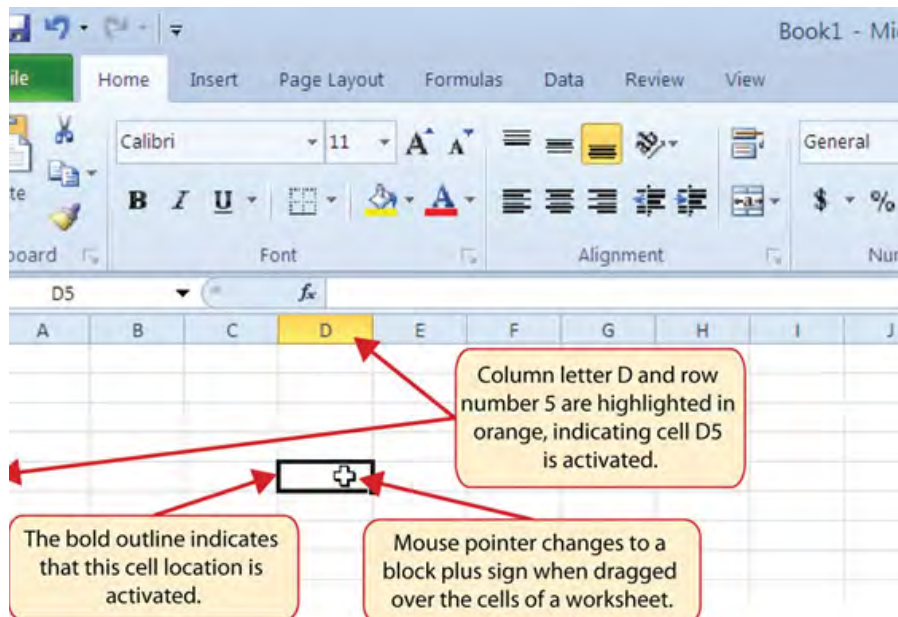 Book1 - Mi
ile Home Insert Page Layout Formulas Data Review View
Calibri 11 A A General
te B I U A $ %
board Font Alignment Nur
D5 fx
A B C D E F G H I J
Column letter D and row
number 5 are highlighted in
orange, indicating cell D5
is activated.
The bold outline indicates
that this cell location is
activated.
Mouse pointer changes to a
block plus sign when dragged
over the cells of a worksheet.